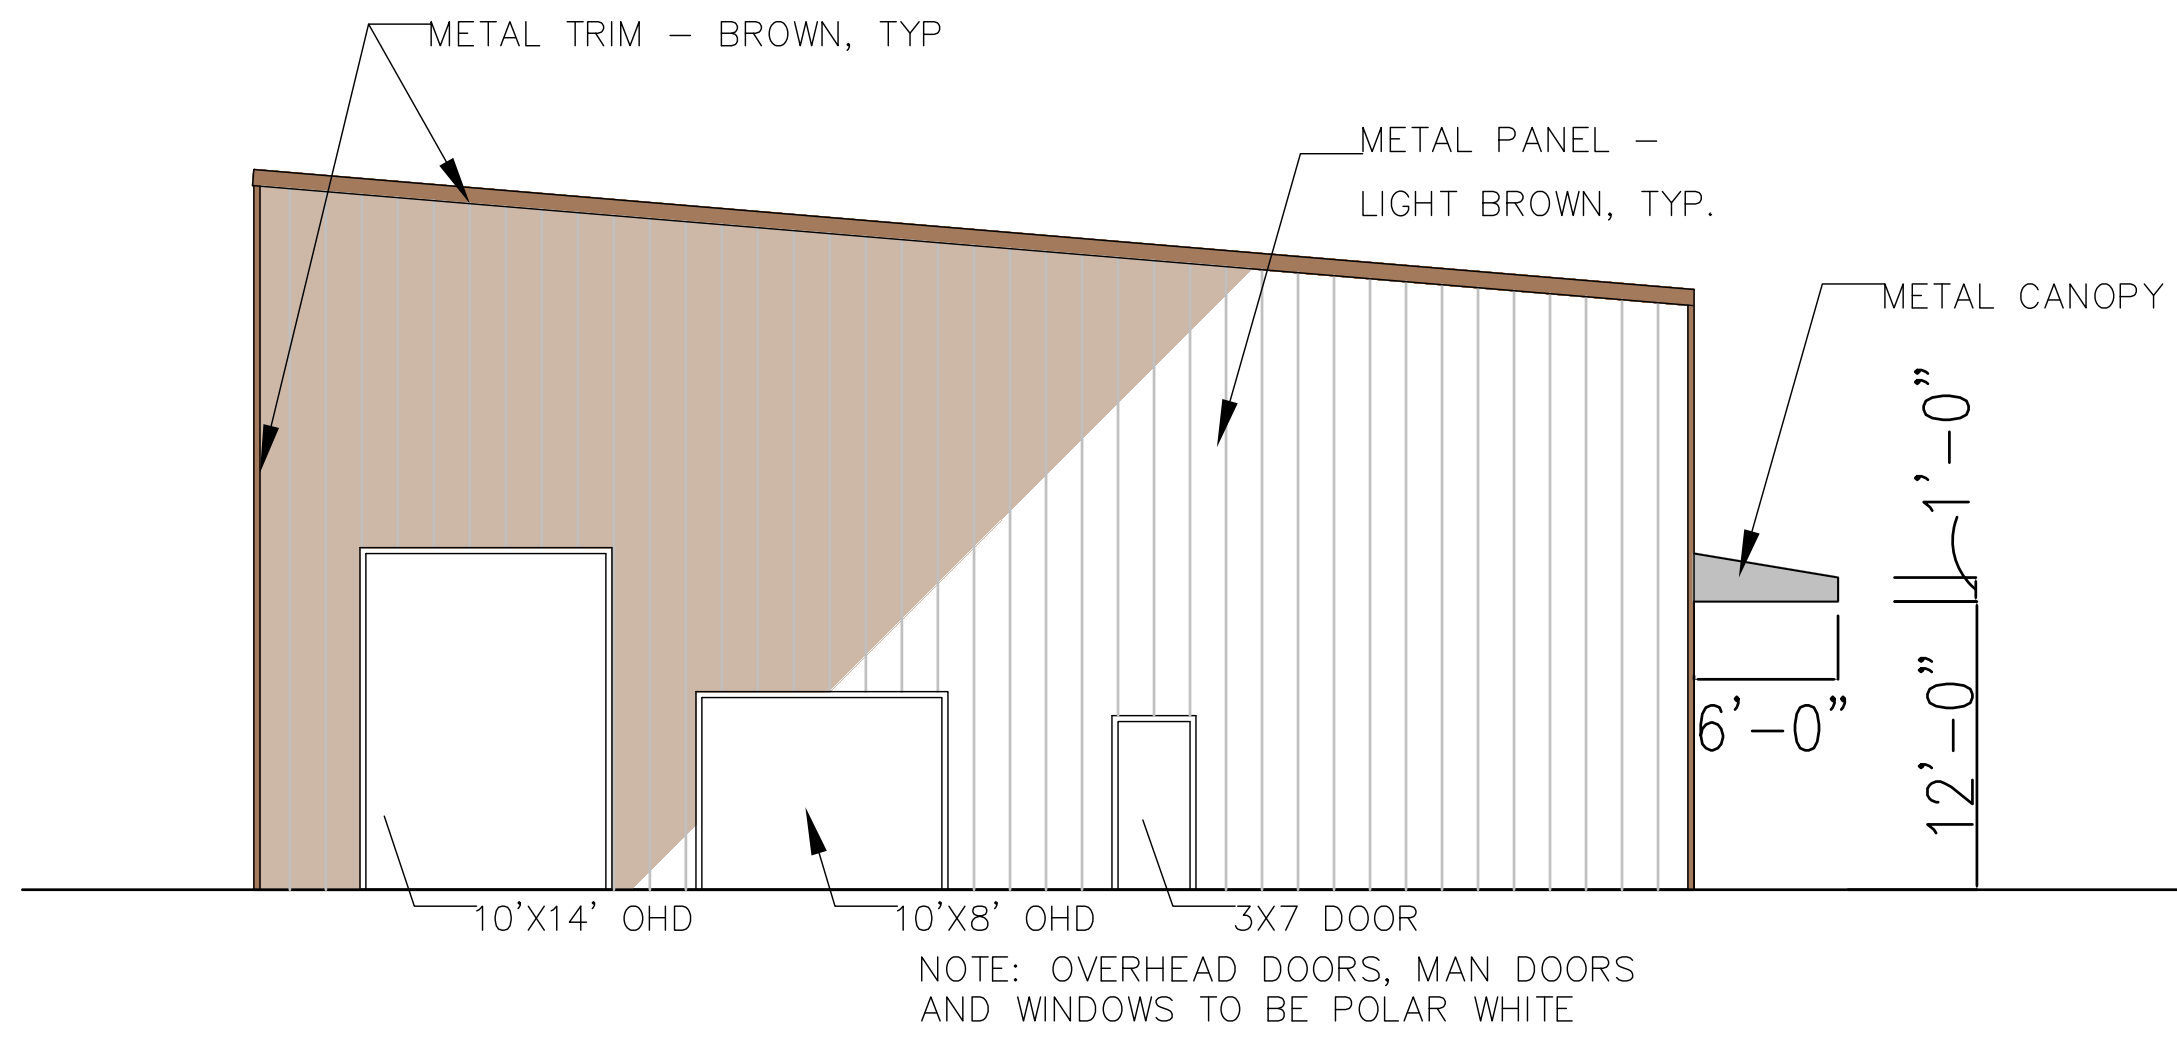 METAL TRIM – BROWN, TYP
METAL PANEL –
LIGHT BROWN, TYP.
METAL CANOPY
1'–0"
6'–0"
12'–0"
10'X14' OHD
10'X8' OHD
3X7 DOOR
NOTE: OVERHEAD DOORS, MAN DOORS
AND WINDOWS TO BE POLAR WHITE